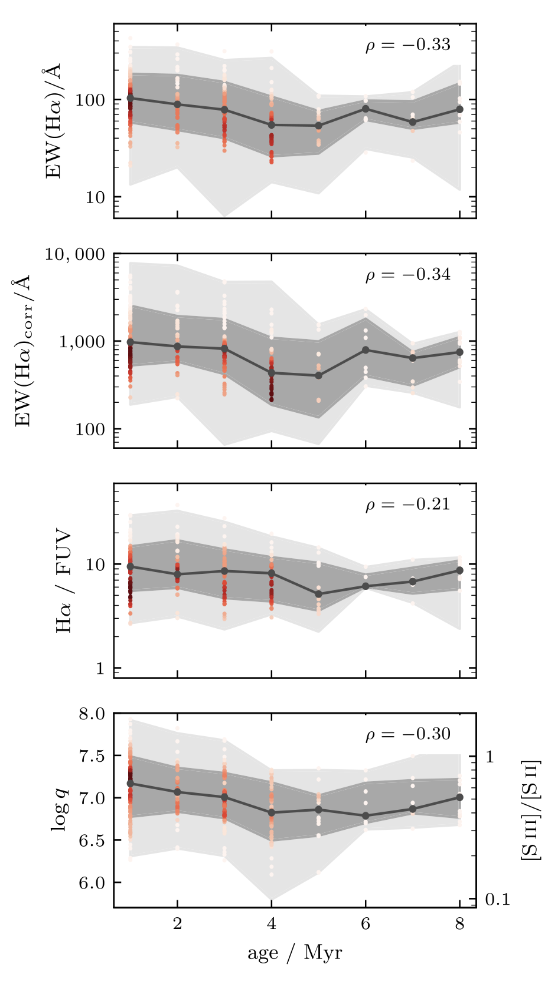 ρ = −0.33
EW(Hα)/Å
100
10
ρ = −0.34
EW(Hα)corr/Å
10,000
1,000
100
ρ = −0.21
Hα / FUV
10
1
ρ = −0.30
log q
8.0
7.5
7.0
6.5
6.0
1
0.1
[S III]/[S II]
2 4 6 8
age / Myr